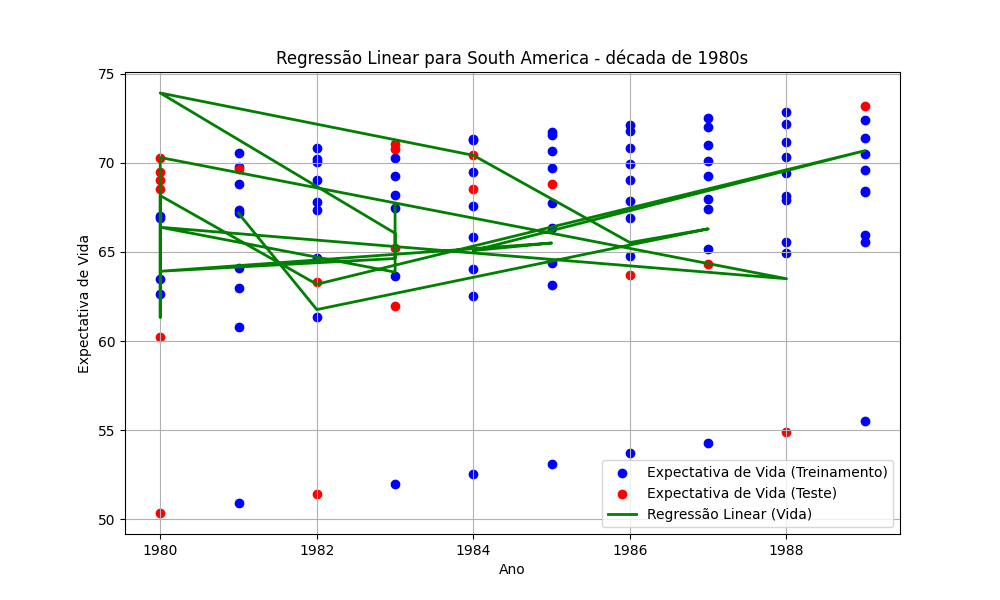 Regressão Linear para South America - década de 1980s
75
70
65
60
55
50
Expectativa de Vida
Expectativa de Vida (Treinamento)
Expectativa de Vida (Teste)
Regressão Linear (Vida)
1980 1982 1984 1986 1988
Ano